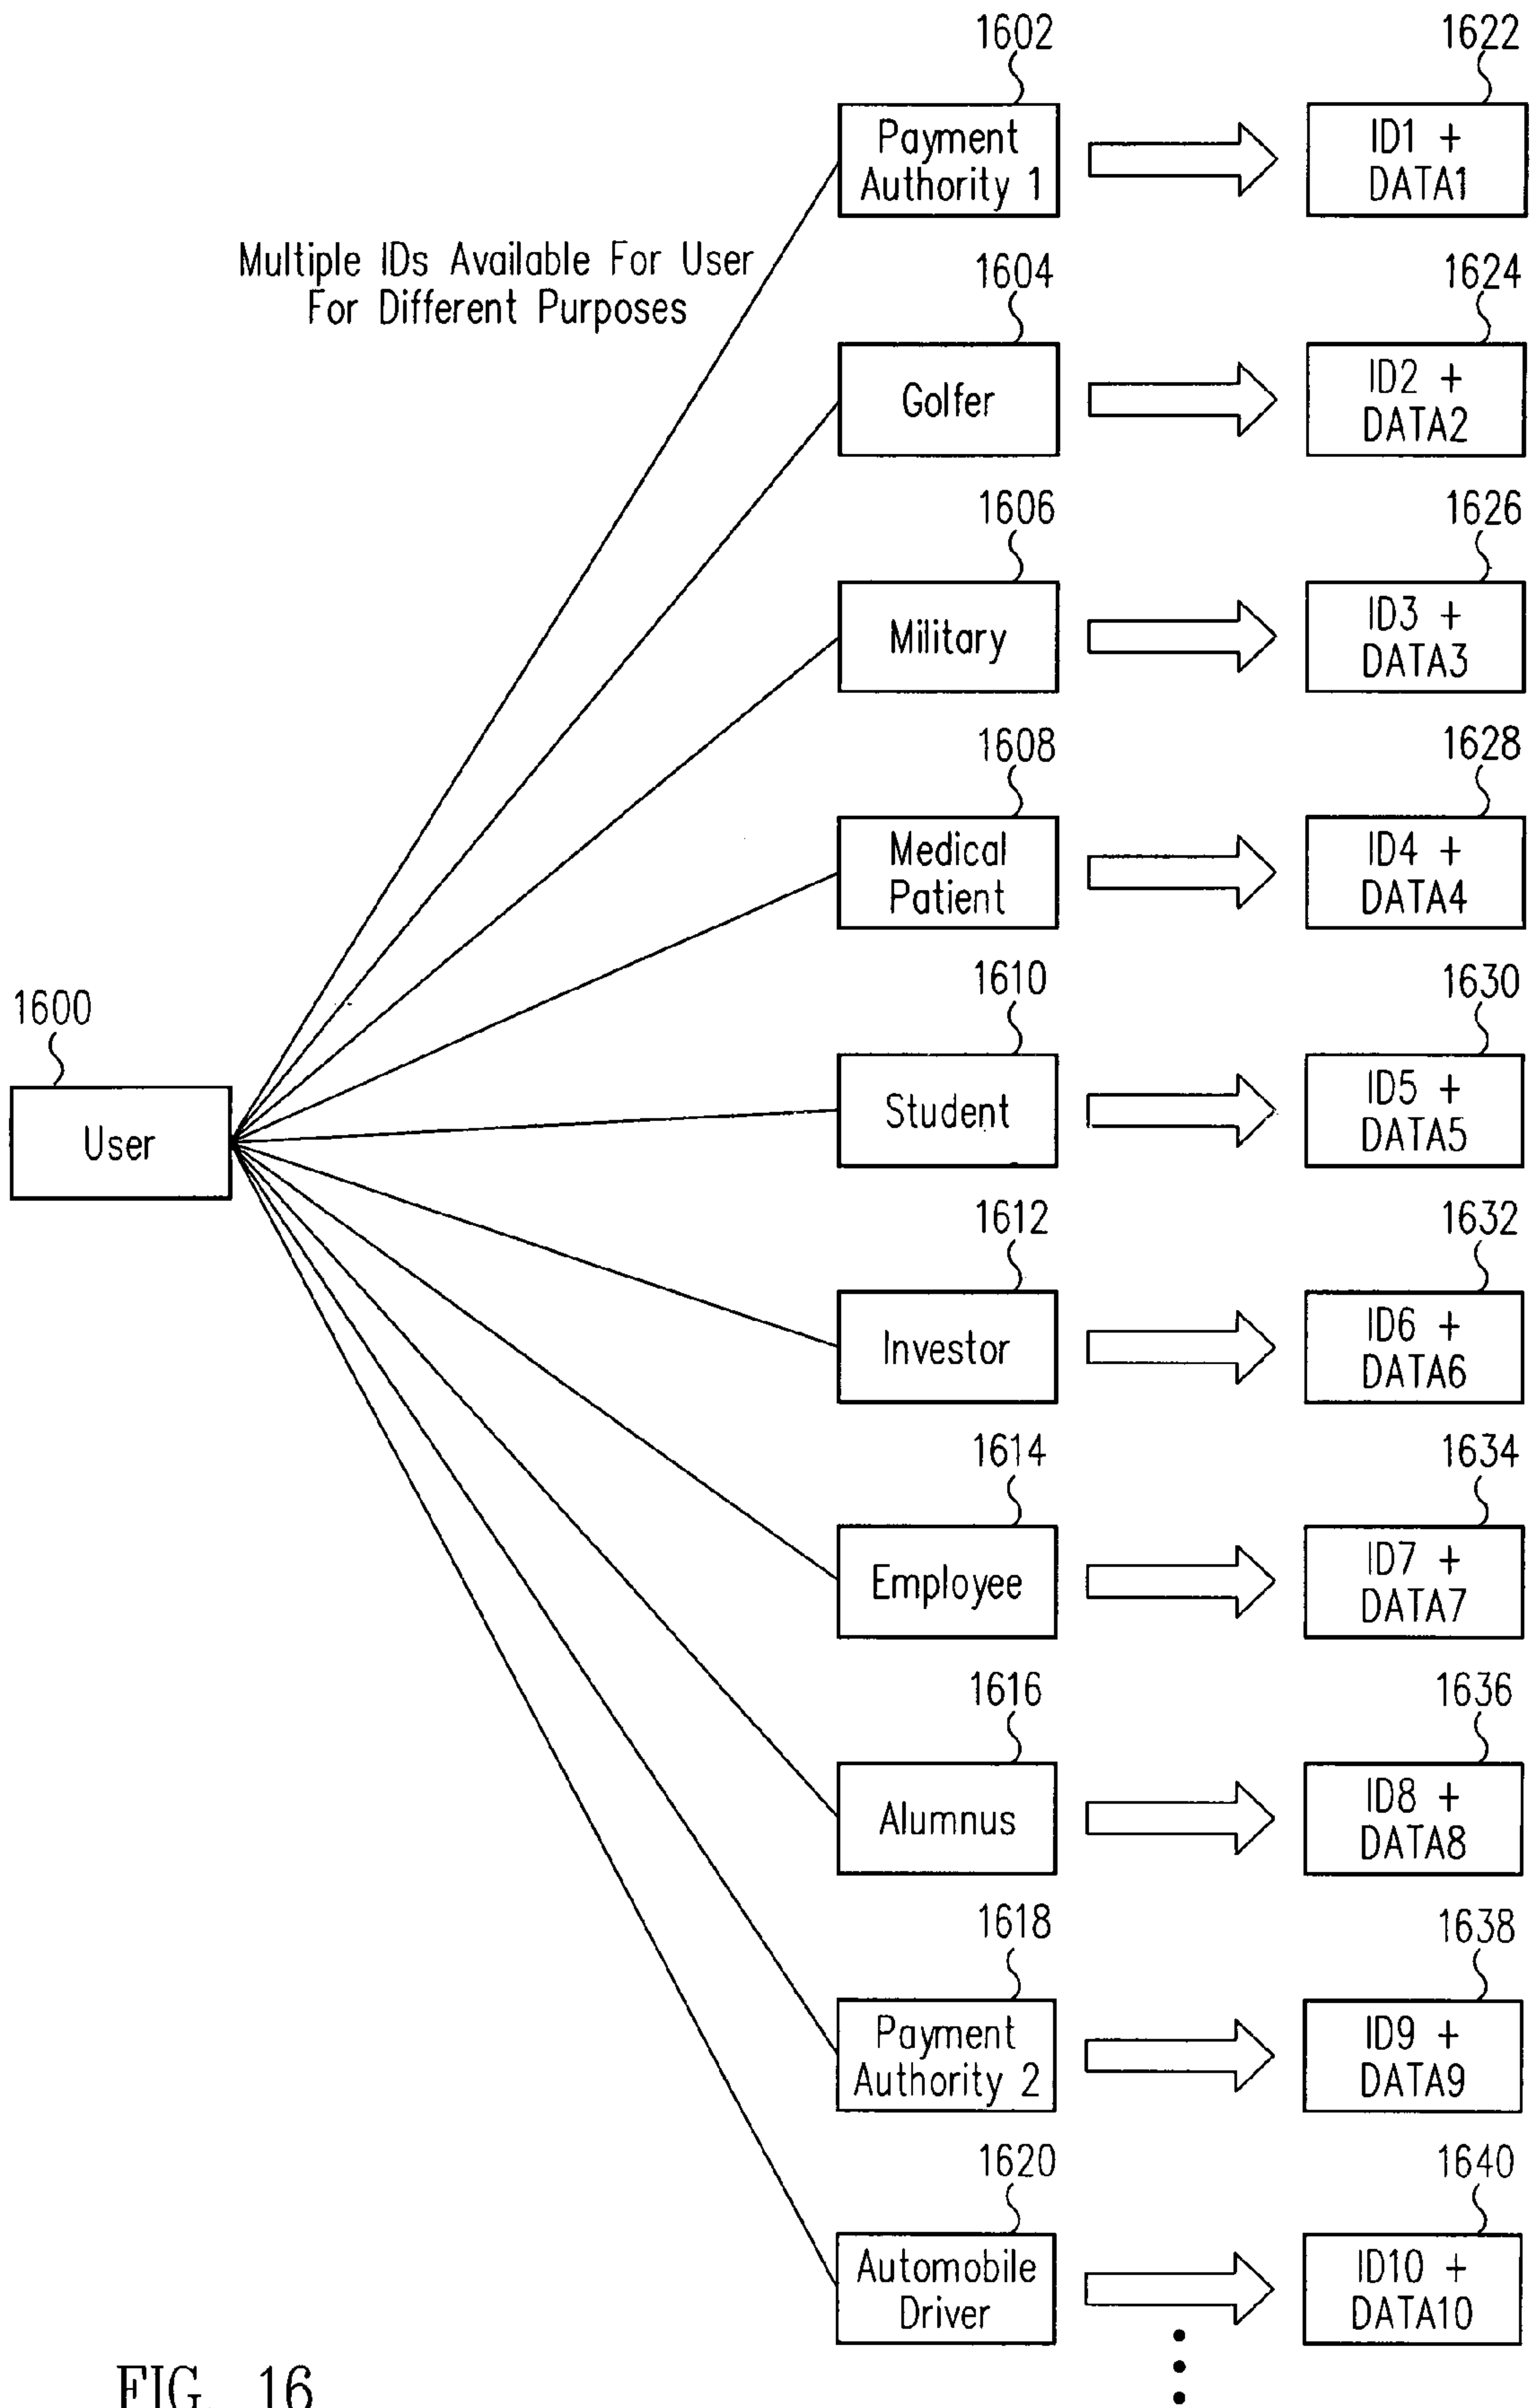 1602
1622
Payment
Authority 1
ID1 +
DATA1
Multiple IDs Available For User
For Different Purposes
1604
1624
Golfer
ID2 +
DATA2
1606
1626
Military
ID3 +
DATA3
1608
1628
Medical
Patient
ID4 +
DATA4
1600
User
1610
1630
Student
ID5 +
DATA5
1612
1632
Investor
ID6 +
DATA6
1614
1634
Employee
ID7 +
DATA7
1616
1636
Alumnus
ID8 +
DATA8
1618
1638
Payment
Authority 2
ID9 +
DATA9
1620
1640
Automobile
Driver
ID10 +
DATA10
FIG. 16